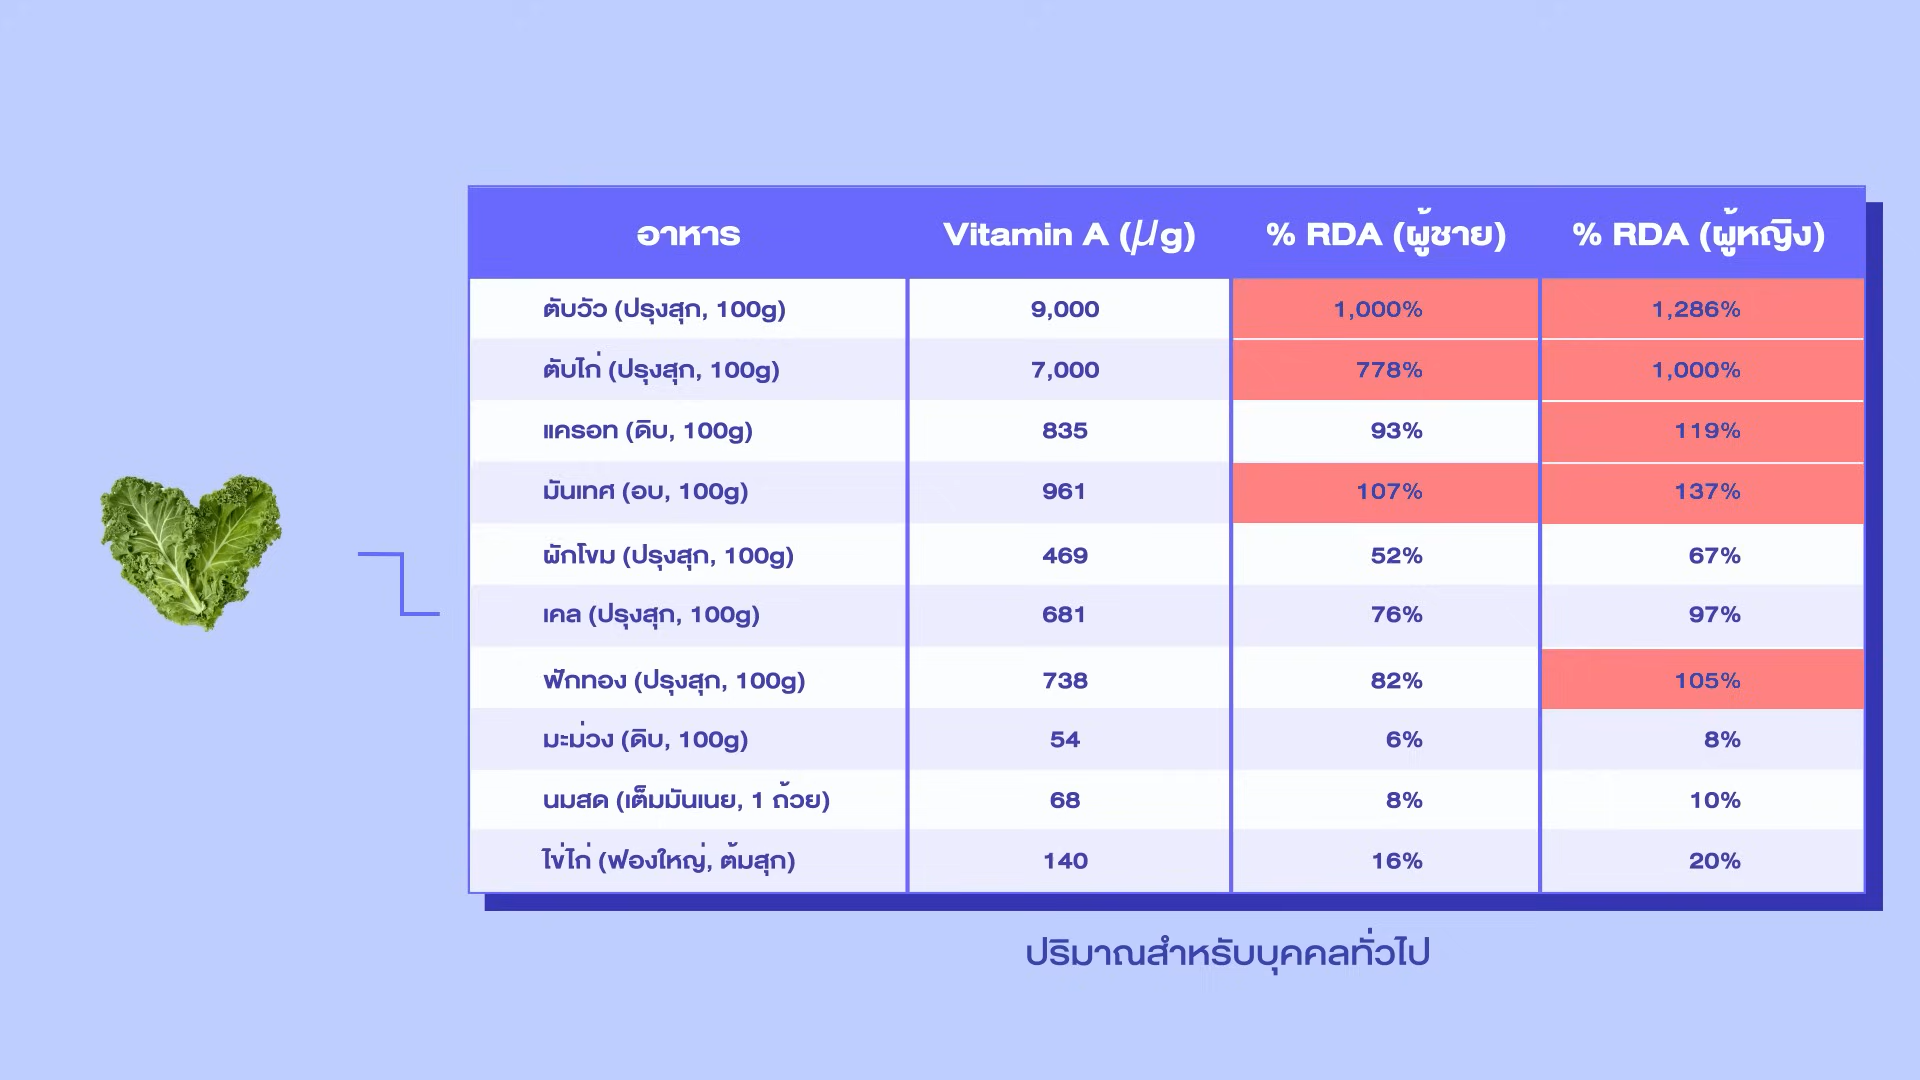 อาหาร Vitamin A (μg) % RDA (ผู้ชาย) % RDA (ผู้หญิง)
ตับวัว (ปรุงสุก, 100g) 9,000 1,000% 1,286%
ตับไก่ (ปรุงสุก, 100g) 7,000 778% 1,000%
แครอท (ดิบ, 100g) 835 93% 119%
มันเทศ (อบ, 100g) 961 107% 137%
ผักโขม (ปรุงสุก, 100g) 469 52% 67%
เคล (ปรุงสุก, 100g) 681 76% 97%
ฟักทอง (ปรุงสุก, 100g) 738 82% 105%
มะม่วง (ดิบ, 100g) 54 6% 8%
นมสด (เต็มมันเนย, 1 ถ้วย) 68 8% 10%
ไข่ไก่ (ฟองใหญ่, ต้มสุก) 140 16% 20%
ปริมาณสำหรับบุคคลทั่วไป